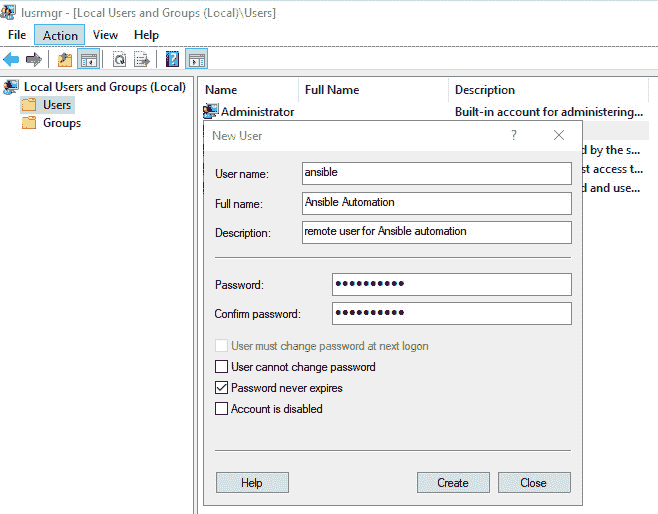 lusrmgr - [Local Users and Groups (Local)\Users]
File Action View Help
Local Users and Groups (Local)
Users
Groups
Name Full Name Description
Administrator Built-in account for administering...
d by the s...
st access t...
d and use...
New User ?
User name: ansible
Full name: Ansible Automation
Description: remote user for Ansible automation
Password: ●●●●●●●●●●
Confirm password: ●●●●●●●●●●
User must change password at next logon
User cannot change password
Password never expires
Account is disabled
Help Create Close